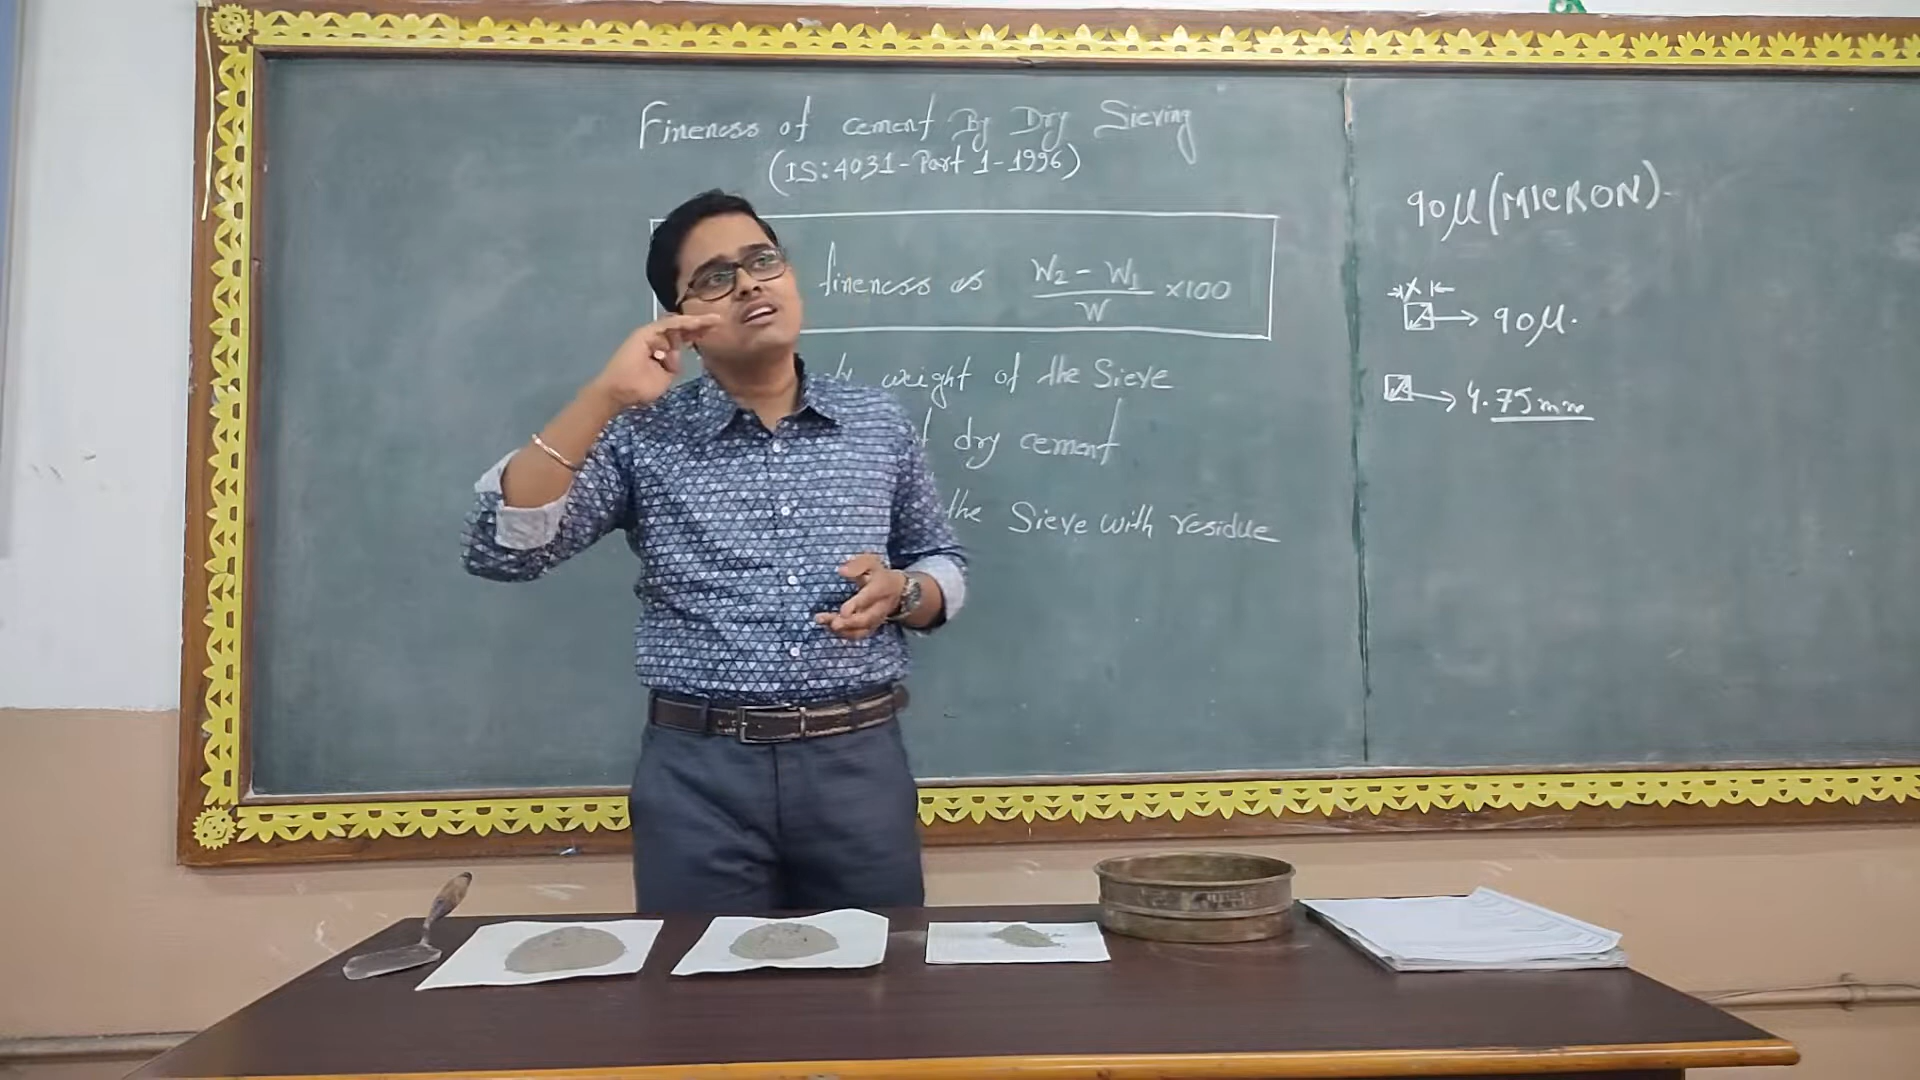 Fineness of cement By Dry Sieving
(IS:4031-Part 1-1996)
fineness as W2 - W1 / W ×100
weight of the Sieve
dry cement
the Sieve with residue
90μ(MICRON).
X
90μ.
4.75mm